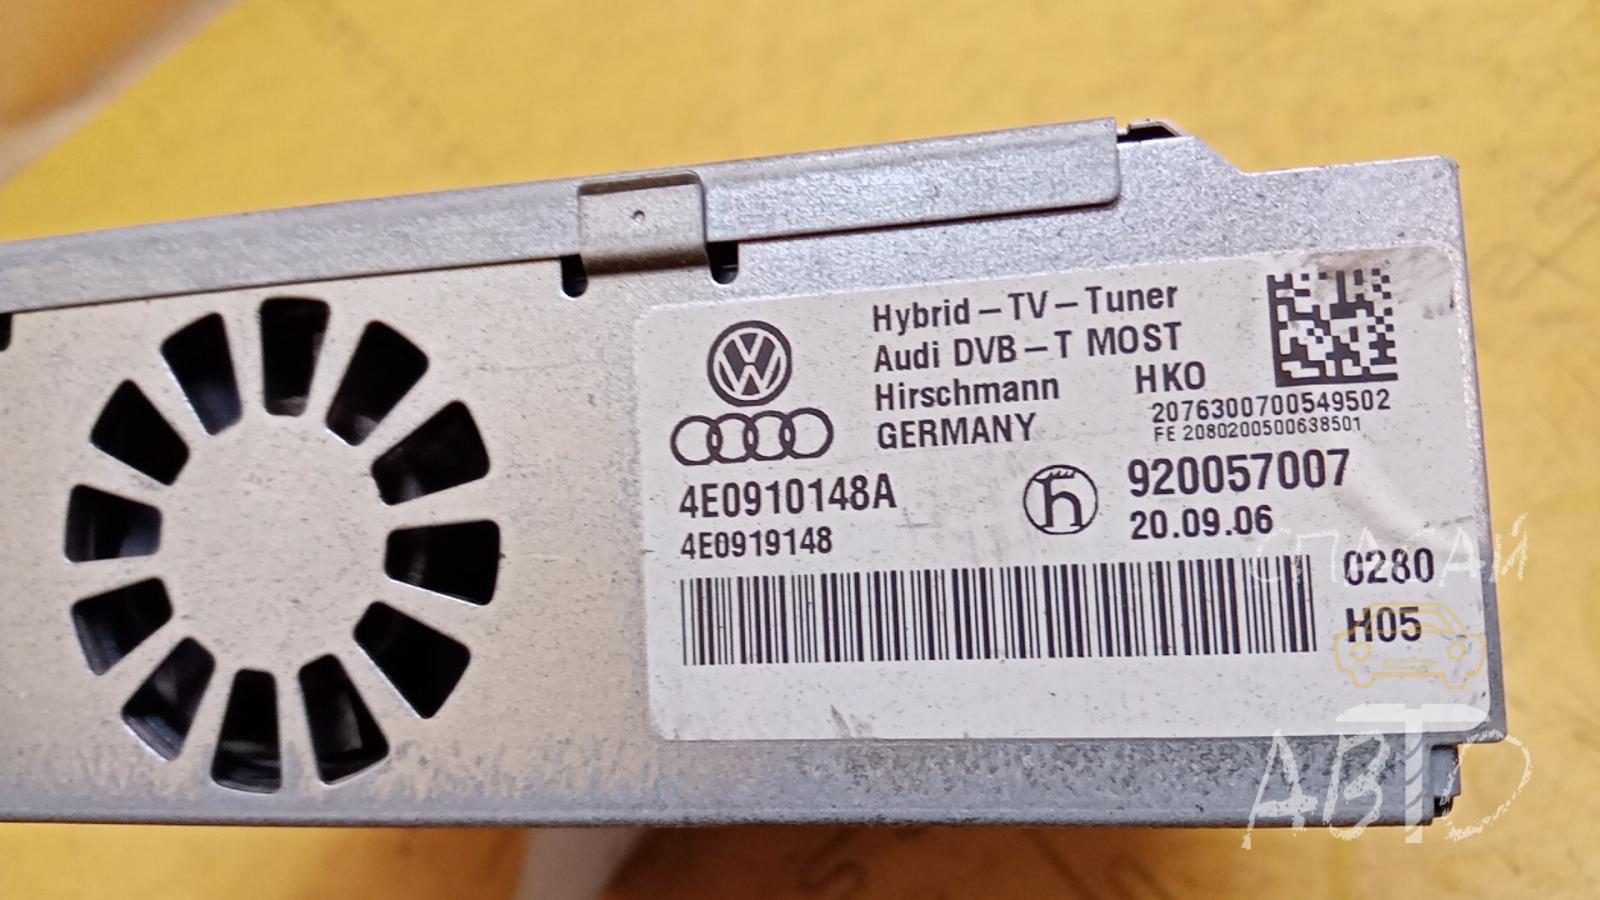 Hybrid-TV-Tuner
Audi DVB-T MOST
Hirschmann HKO
GERMANY
2076300700549502
FE 2080200500638501
4E0910148A
4E0919148
h
920057007
20.09.06
0280
H05
СПАСАЙ
АВТО